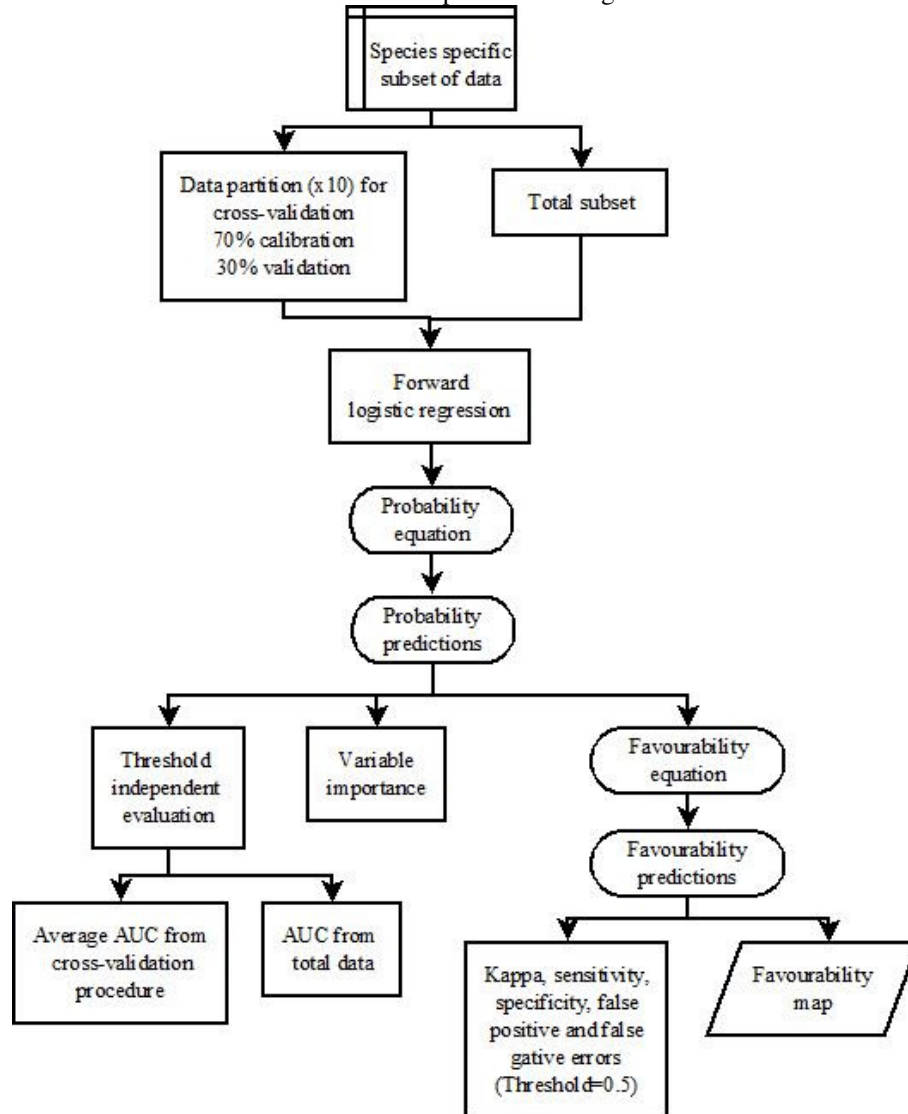 Species specific
subset of data
Data partition (x 10) for
cross-validation
70% calibration
30% validation
Total subset
Forward
logistic regression
Probability
equation
Probability
predictions
Threshold
independent
evaluation
Variable
importance
Favourability
equation
Favourability
predictions
Average AUC from
cross-validation
procedure
AUC from
total data
Kappa, sensitivity,
specificity, false
positive and false
gative errors
(Threshold=0.5)
Favourability
map